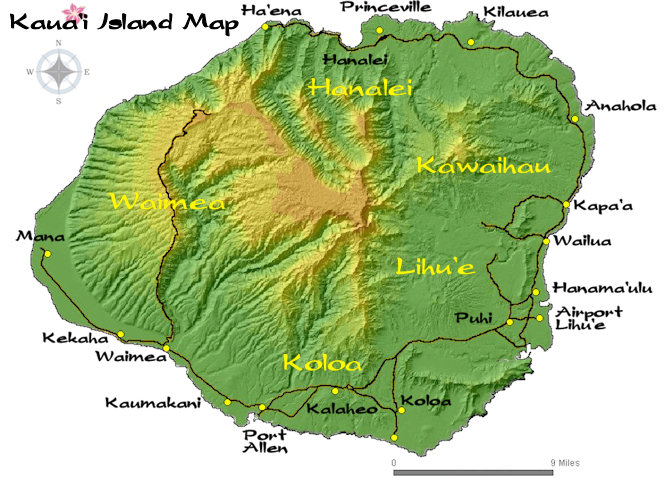 Kaua'i Island Map
N
W
E
S
Ha'ena
Princeville
Kilauea
Hanalei
Hanalei
Anahola
Kawaihau
Waimea
Kapa'a
Mana
Wailua
Lihu'e
Hanama'ulu
Puhi
Airport
Lihu'e
Kekaha
Waimea
Koloa
Kaumakani
Kalaheo
Koloa
Port
Allen
0
9 Miles